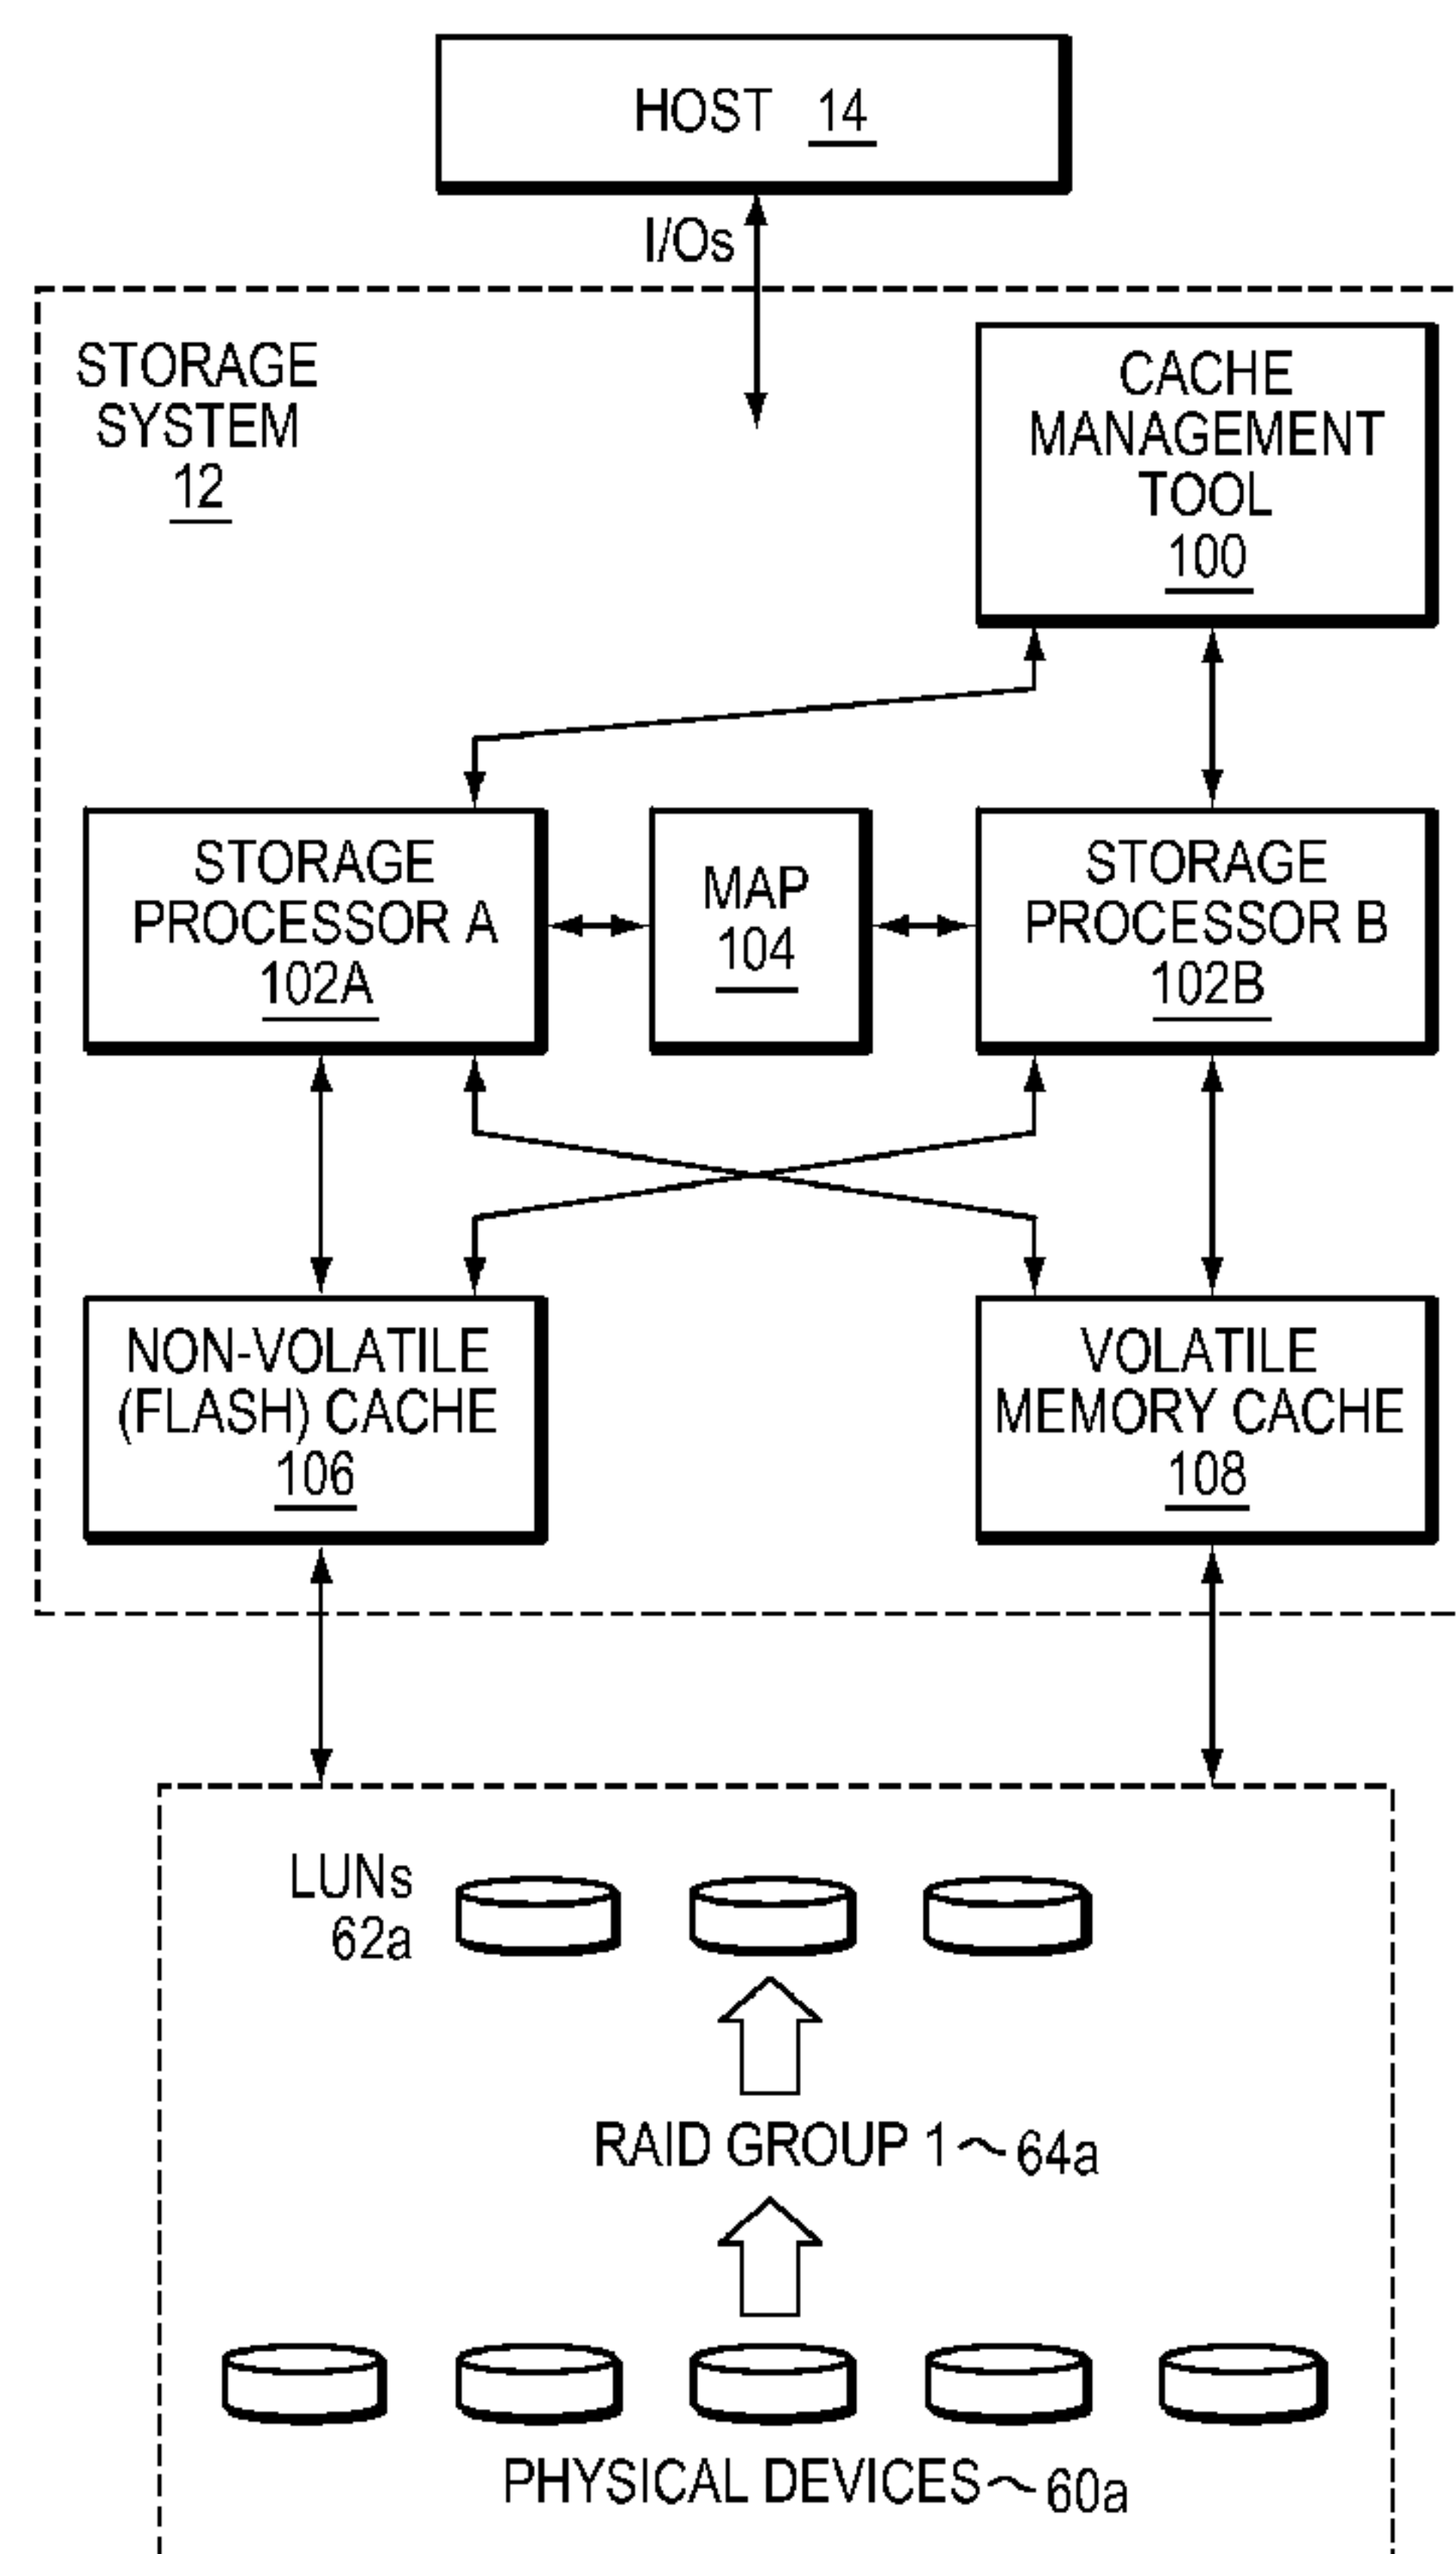 HOST 14
I/Os
STORAGE
SYSTEM
12
CACHE
MANAGEMENT
TOOL
100
STORAGE
PROCESSOR A
102A
MAP
104
STORAGE
PROCESSOR B
102B
NON-VOLATILE
(FLASH) CACHE
106
VOLATILE
MEMORY CACHE
108
LUNs
62a
RAID GROUP 1 64a
PHYSICAL DEVICES 60a